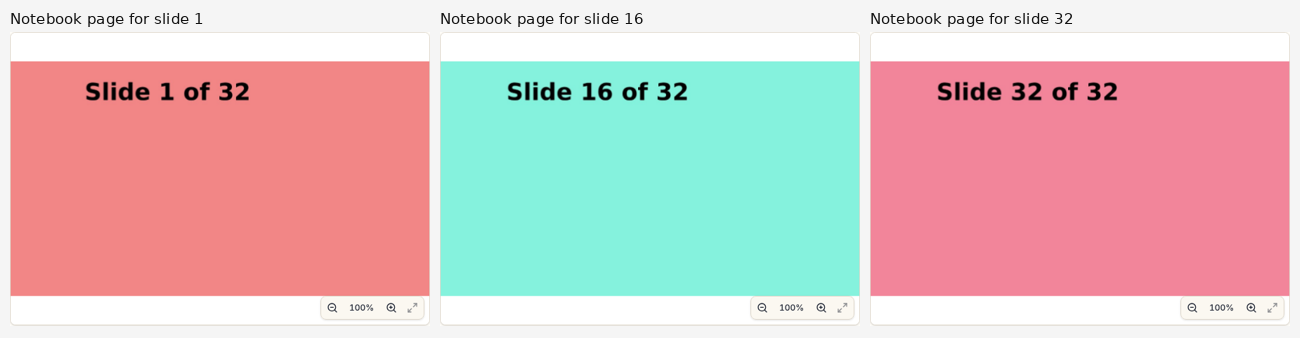 Notebook page for slide 1
Slide 1 of 32
100%
Notebook page for slide 16
Slide 16 of 32
100%
Notebook page for slide 32
Slide 32 of 32
100%